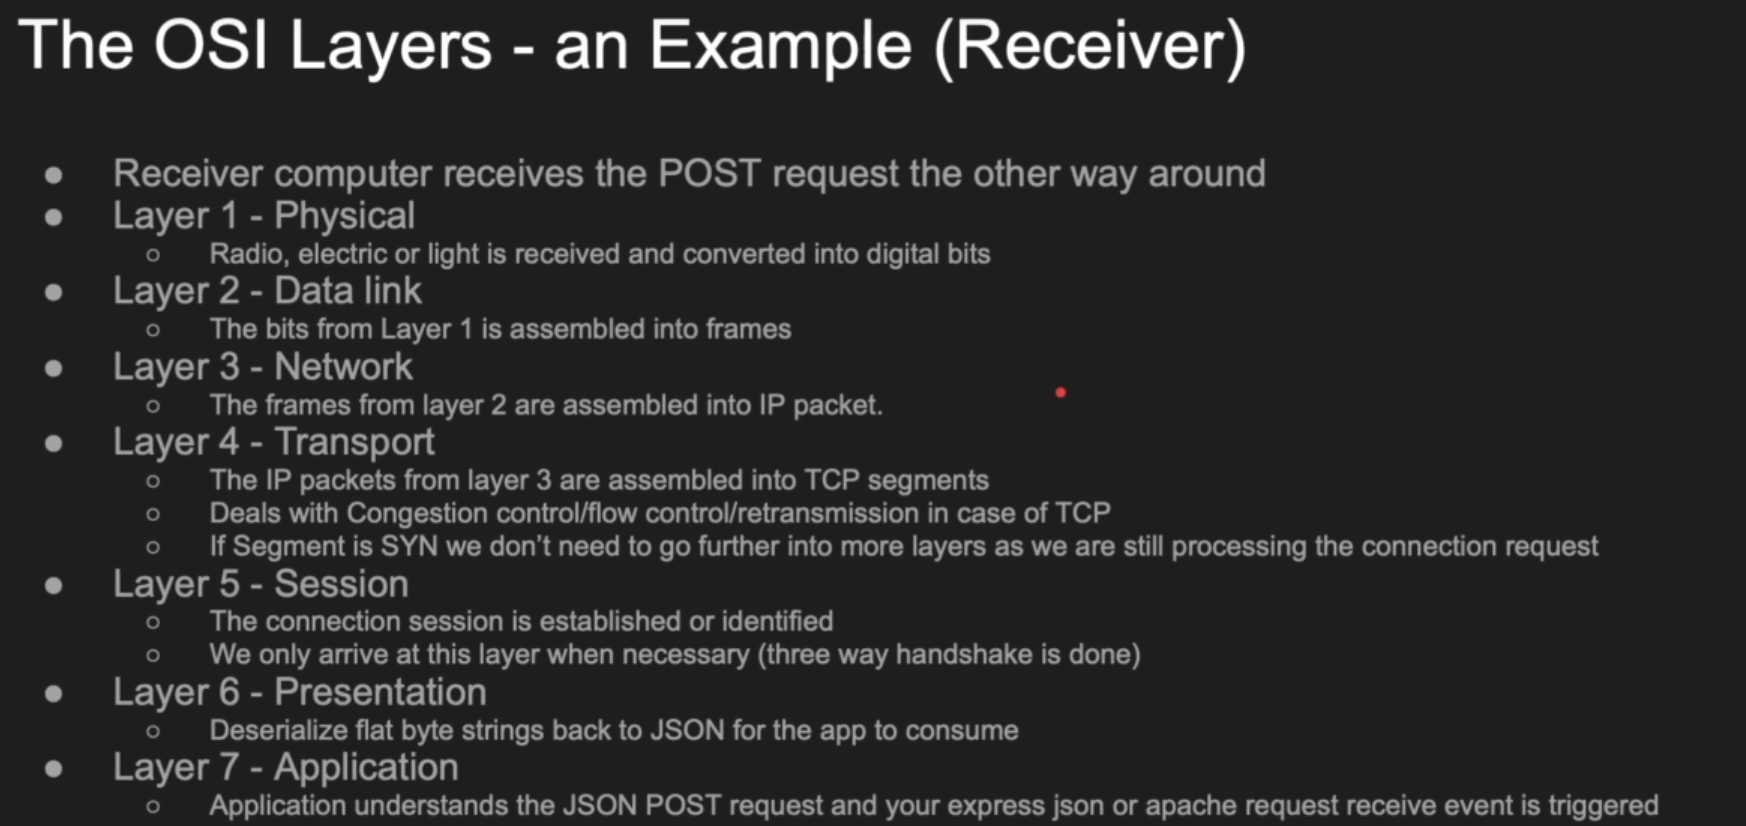 The OSI Layers - an Example (Receiver)
● Receiver computer receives the POST request the other way around
● Layer 1 - Physical
○ Radio, electric or light is received and converted into digital bits
● Layer 2 - Data link
○ The bits from Layer 1 is assembled into frames
● Layer 3 - Network
○ The frames from layer 2 are assembled into IP packet.
● Layer 4 - Transport
○ The IP packets from layer 3 are assembled into TCP segments
○ Deals with Congestion control/flow control/retransmission in case of TCP
○ If Segment is SYN we don’t need to go further into more layers as we are still processing the connection request
● Layer 5 - Session
○ The connection session is established or identified
○ We only arrive at this layer when necessary (three way handshake is done)
● Layer 6 - Presentation
○ Deserialize flat byte strings back to JSON for the app to consume
● Layer 7 - Application
○ Application understands the JSON POST request and your express json or apache request receive event is triggered